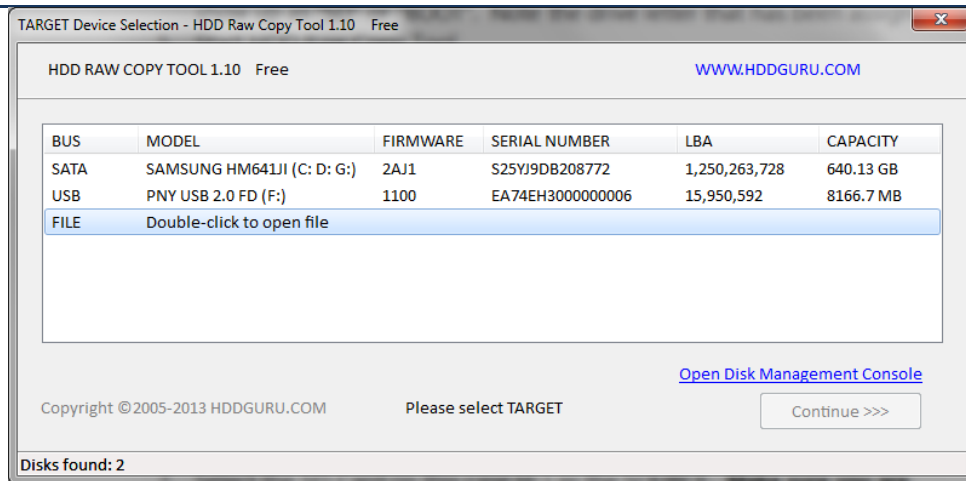 TARGET Device Selection - HDD Raw Copy Tool 1.10 Free
HDD RAW COPY TOOL 1.10 Free WWW.HDDGURU.COM
BUS MODEL FIRMWARE SERIAL NUMBER LBA CAPACITY
SATA SAMSUNG HM641JI (C: D: G:) 2AJ1 S25YJ9DB208772 1,250,263,728 640.13 GB
USB PNY USB 2.0 FD (F:) 1100 EA74EH3000000006 15,950,592 8166.7 MB
FILE Double-click to open file
Open Disk Management Console
Copyright ©2005-2013 HDDGURU.COM Please select TARGET Continue >>>
Disks found: 2